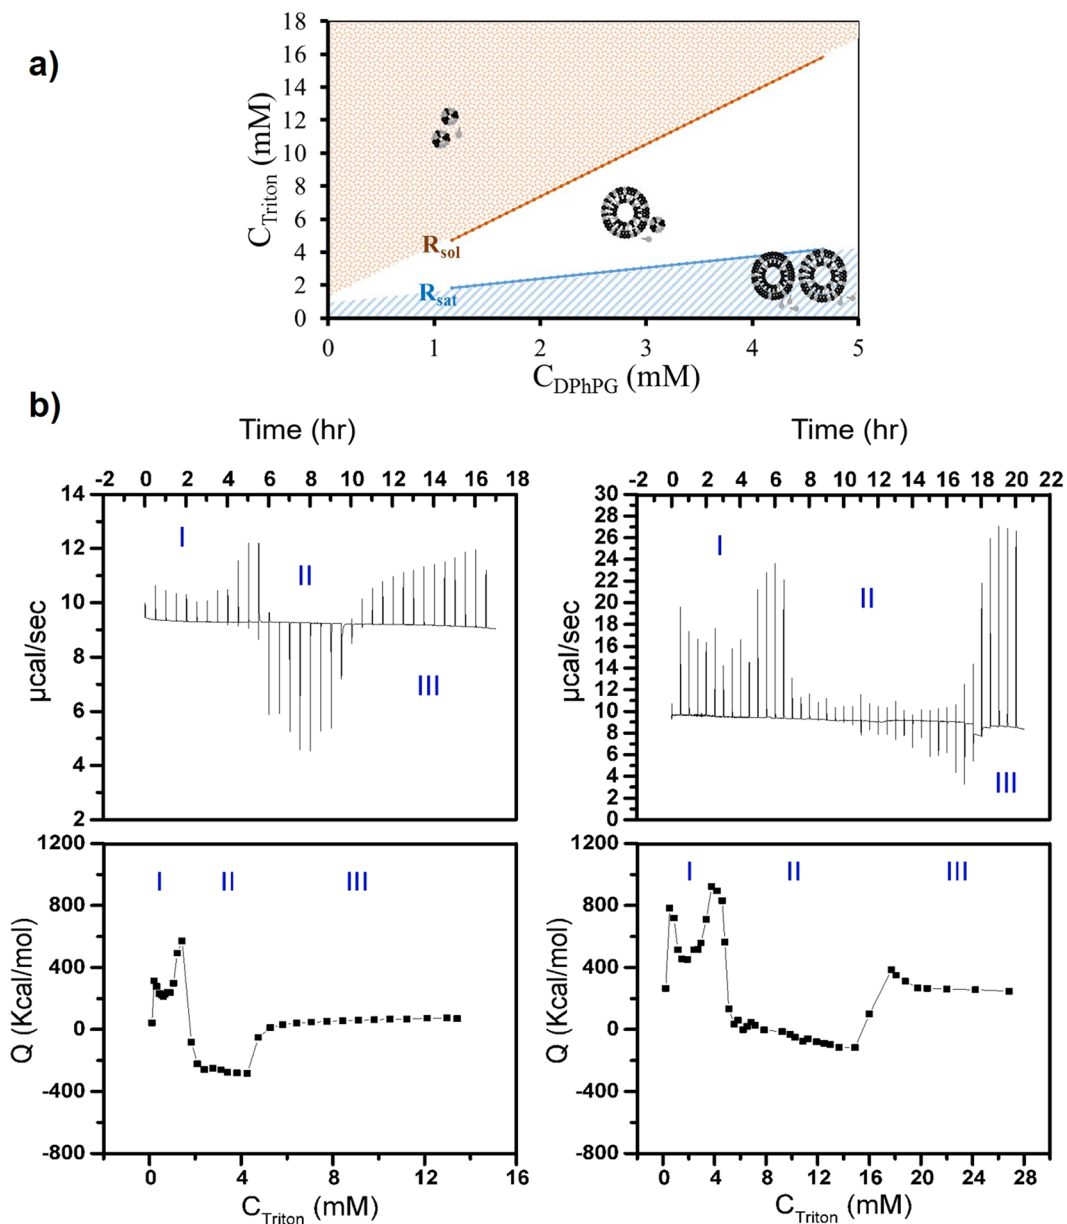 a)
18
16
14
12
10
8
6
4
2
0
C_Triton (mM)
R_sol
R_sat
0 1 2 3 4 5
C_DPhPG (mM)
b)
Time (hr)
-2 0 2 4 6 8 10 12 14 16 18
14
12
10
8
6
4
2
µcal/sec
I
II
III
1200
800
400
0
-400
-800
Q (Kcal/mol)
I II III
0 4 8 12 16
C_Triton (mM)
Time (hr)
-2 0 2 4 6 8 10 12 14 16 18 20 22
30
28
26
24
22
20
18
16
14
12
10
8
6
4
2
0
µcal/sec
I
II
III
1200
800
400
0
-400
-800
Q (Kcal/mol)
I II III
0 4 8 12 16 20 24 28
C_Triton (mM)